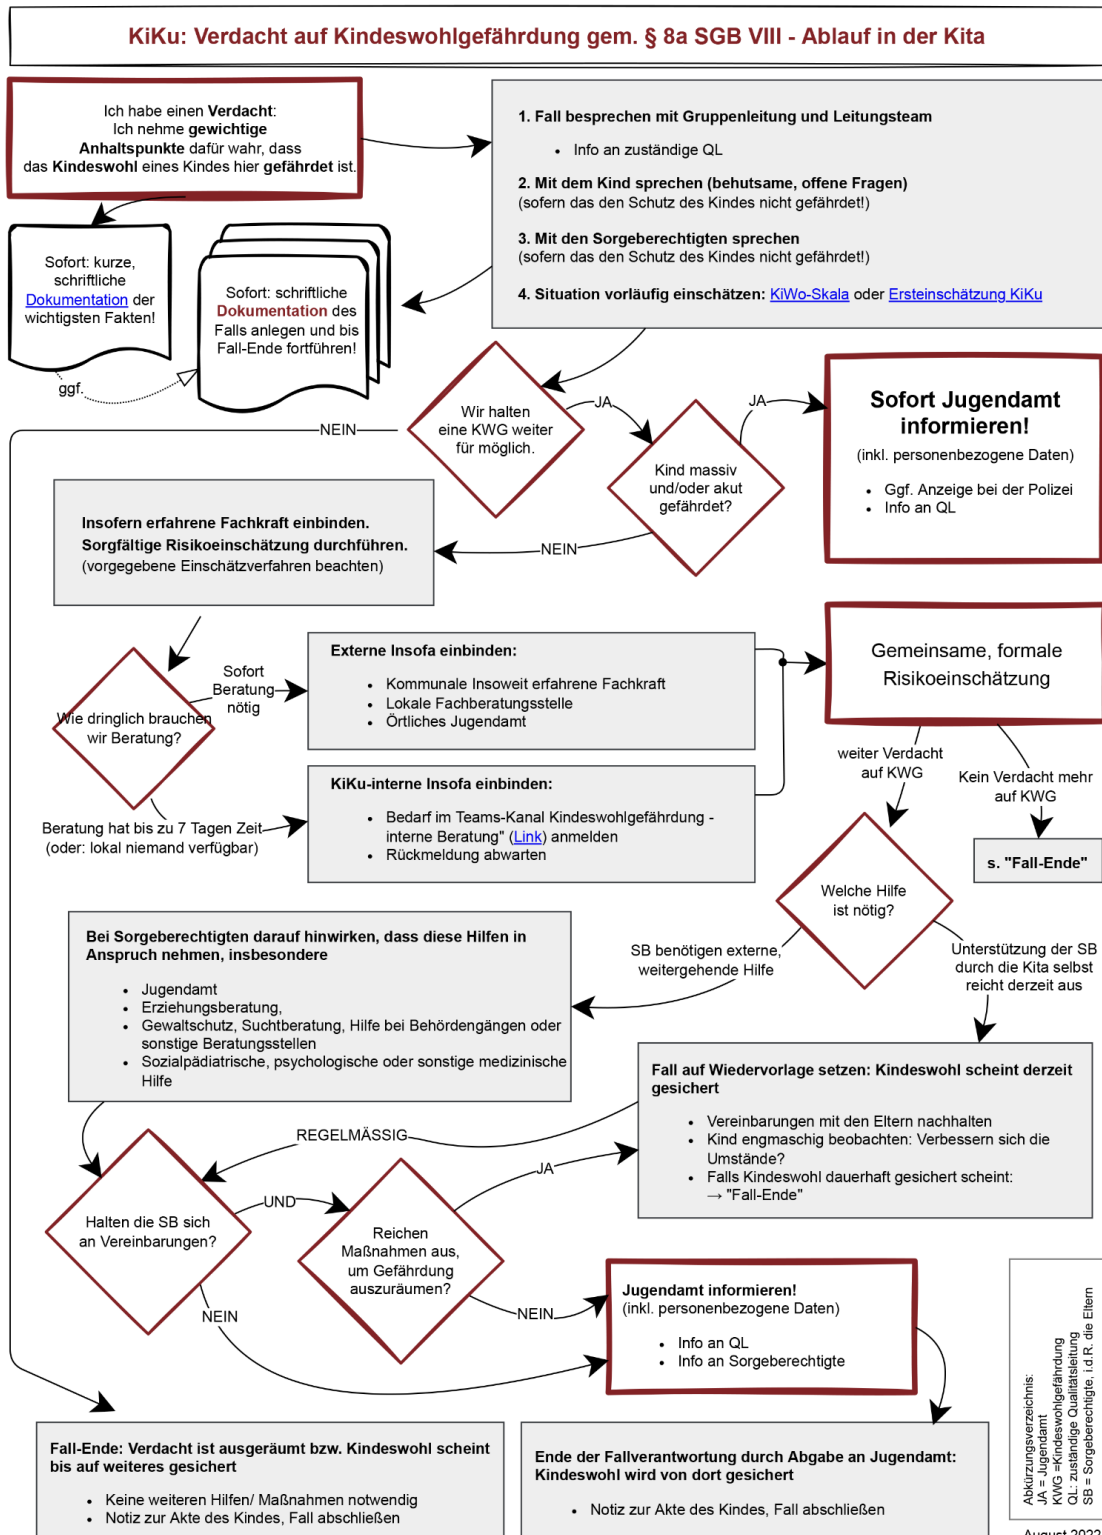 KiKu: Verdacht auf Kindeswohlgefährdung gem. § 8a SGB VIII - Ablauf in der Kita
Ich habe einen Verdacht:
Ich nehme gewichtige
Anhaltspunkte dafür wahr, dass
das Kindeswohl eines Kindes hier gefährdet ist.
1. Fall besprechen mit Gruppenleitung und Leitungsteam
• Info an zuständige QL
2. Mit dem Kind sprechen (behutsame, offene Fragen)
(sofern das den Schutz des Kindes nicht gefährdet!)
3. Mit den Sorgeberechtigten sprechen
(sofern das den Schutz des Kindes nicht gefährdet!)
4. Situation vorläufig einschätzen: KiWo-Skala oder Ersteinschätzung KiKu
Sofort: kurze,
schriftliche
Dokumentation der
wichtigsten Fakten!
Sofort: schriftliche
Dokumentation des
Falls anlegen und bis
Fall-Ende fortführen!
ggf.
Wir halten
eine KWG weiter
für möglich.
NEIN
JA
Kind massiv
und/oder akut
gefährdet?
JA
Sofort Jugendamt
informieren!
(inkl. personenbezogene Daten)
• Ggf. Anzeige bei der Polizei
• Info an QL
NEIN
Insofern erfahrene Fachkraft einbinden.
Sorgfältige Risikoeinschätzung durchführen.
(vorgegebene Einschätzverfahren beachten)
Wie dringlich brauchen
wir Beratung?
Sofort
Beratung
nötig
Externe Insofa einbinden:
• Kommunale Insoweit erfahrene Fachkraft
• Lokale Fachberatungsstelle
• Örtliches Jugendamt
Beratung hat bis zu 7 Tagen Zeit
(oder: lokal niemand verfügbar)
KiKu-interne Insofa einbinden:
• Bedarf im Teams-Kanal Kindeswohlgefährdung -
interne Beratung" (Link) anmelden
• Rückmeldung abwarten
Gemeinsame, formale
Risikoeinschätzung
weiter Verdacht
auf KWG
Kein Verdacht mehr
auf KWG
s. "Fall-Ende"
Welche Hilfe
ist nötig?
SB benötigen externe,
weitergehende Hilfe
Unterstützung der SB
durch die Kita selbst
reicht derzeit aus
Bei Sorgeberechtigten darauf hinwirken, dass diese Hilfen in
Anspruch nehmen, insbesondere
• Jugendamt
• Erziehungsberatung,
• Gewaltschutz, Suchtberatung, Hilfe bei Behördengängen oder
sonstige Beratungsstellen
• Sozialpädiatrische, psychologische oder sonstige medizinische
Hilfe
Fall auf Wiedervorlage setzen: Kindeswohl scheint derzeit
gesichert
• Vereinbarungen mit den Eltern nachhalten
• Kind engmaschig beobachten: Verbessern sich die
Umstände?
• Falls Kindeswohl dauerhaft gesichert scheint:
→ "Fall-Ende"
REGELMÄSSIG
Halten die SB sich
an Vereinbarungen?
UND
Reichen
Maßnahmen aus,
um Gefährdung
auszuräumen?
JA
NEIN
NEIN
Jugendamt informieren!
(inkl. personenbezogene Daten)
• Info an QL
• Info an Sorgeberechtigte
Fall-Ende: Verdacht ist ausgeräumt bzw. Kindeswohl scheint
bis auf weiteres gesichert
• Keine weiteren Hilfen/ Maßnahmen notwendig
• Notiz zur Akte des Kindes, Fall abschließen
Ende der Fallverantwortung durch Abgabe an Jugendamt:
Kindeswohl wird von dort gesichert
• Notiz zur Akte des Kindes, Fall abschließen
Abkürzungsverzeichnis:
JA = Jugendamt
KWG =Kindeswohlgefährdung
QL: zuständige Qualitätsleitung
SB = Sorgeberechtigte, i.d.R. die Eltern
August 2022